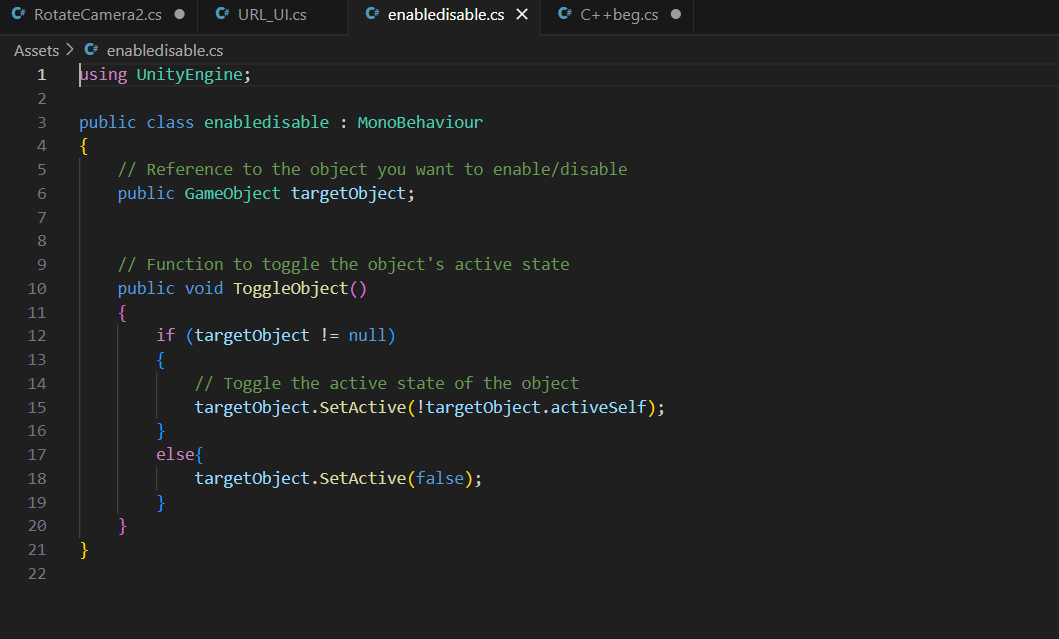 RotateCamera2.cs URL_UI.cs enabledisable.cs C++beg.cs
Assets > enabledisable.cs
1 using UnityEngine;
2
3 public class enabledisable : MonoBehaviour
4 {
5     // Reference to the object you want to enable/disable
6     public GameObject targetObject;
7
8
9     // Function to toggle the object's active state
10     public void ToggleObject()
11     {
12         if (targetObject != null)
13         {
14             // Toggle the active state of the object
15             targetObject.SetActive(!targetObject.activeSelf);
16         }
17         else{
18             targetObject.SetActive(false);
19         }
20     }
21 }
22